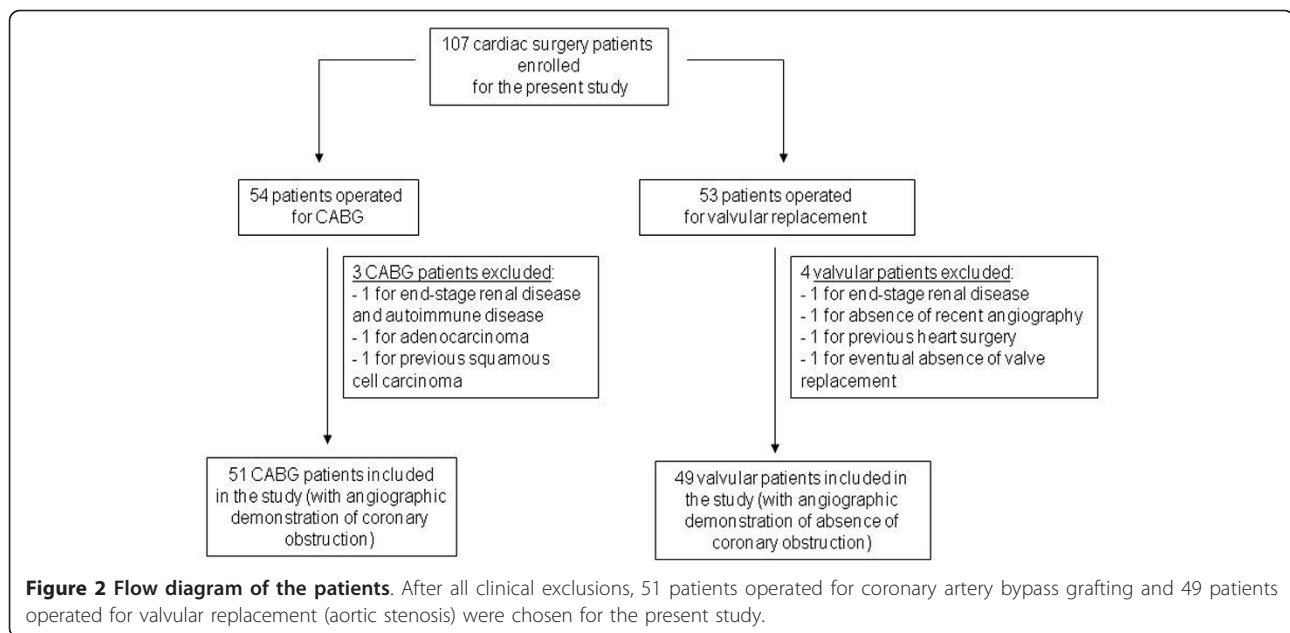 107 cardiac surgery patients
enrolled
for the present study
54 patients operated
for CABG
53 patients operated
for valvular replacement
3 CABG patients excluded:
- 1 for end-stage renal disease
and autoimmune disease
- 1 for adenocarcinoma
- 1 for previous squamous
cell carcinoma
4 valvular patients excluded:
- 1 for end-stage renal disease
- 1 for absence of recent angiography
- 1 for previous heart surgery
- 1 for eventual absence of valve
replacement
51 CABG patients included
in the study (with angiographic
demonstration of coronary
obstruction)
49 valvular patients included in
the study (with angiographic
demonstration of absence of
coronary obstruction)
Figure 2 Flow diagram of the patients. After all clinical exclusions, 51 patients operated for coronary artery bypass grafting and 49 patients
operated for valvular replacement (aortic stenosis) were chosen for the present study.